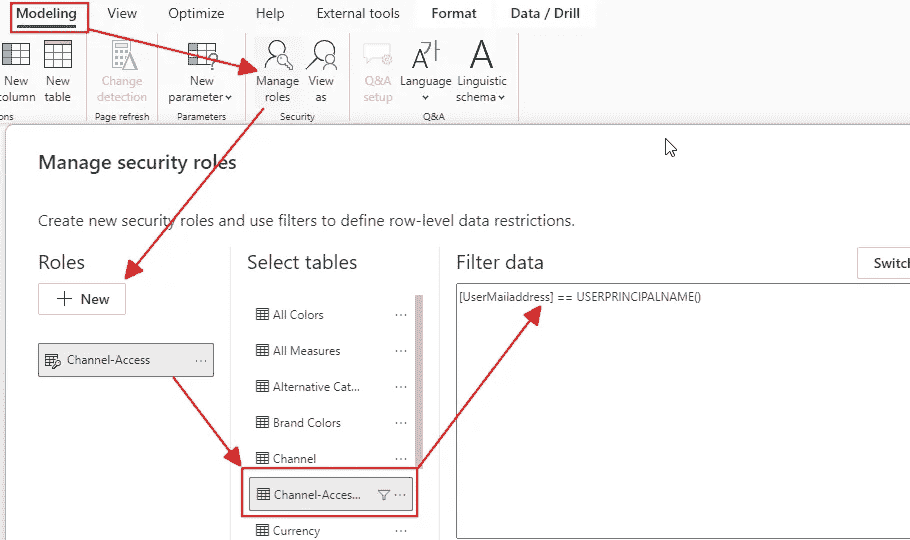 Modeling View Optimize Help External tools Format Data / Drill
New New Change New Manage View Q&A Language Linguistic
column table detection parameter roles as setup schema
ons Page refresh Parameters Security Q&A
Manage security roles
Create new security roles and use filters to define row-level data restrictions.
Roles Select tables Filter data Switch
New
[UserMailaddress] == USERPRINCIPALNAME()
All Colors
Channel-Access
All Measures
Alternative Cat...
Brand Colors
Channel
Channel-Acces...
Currency